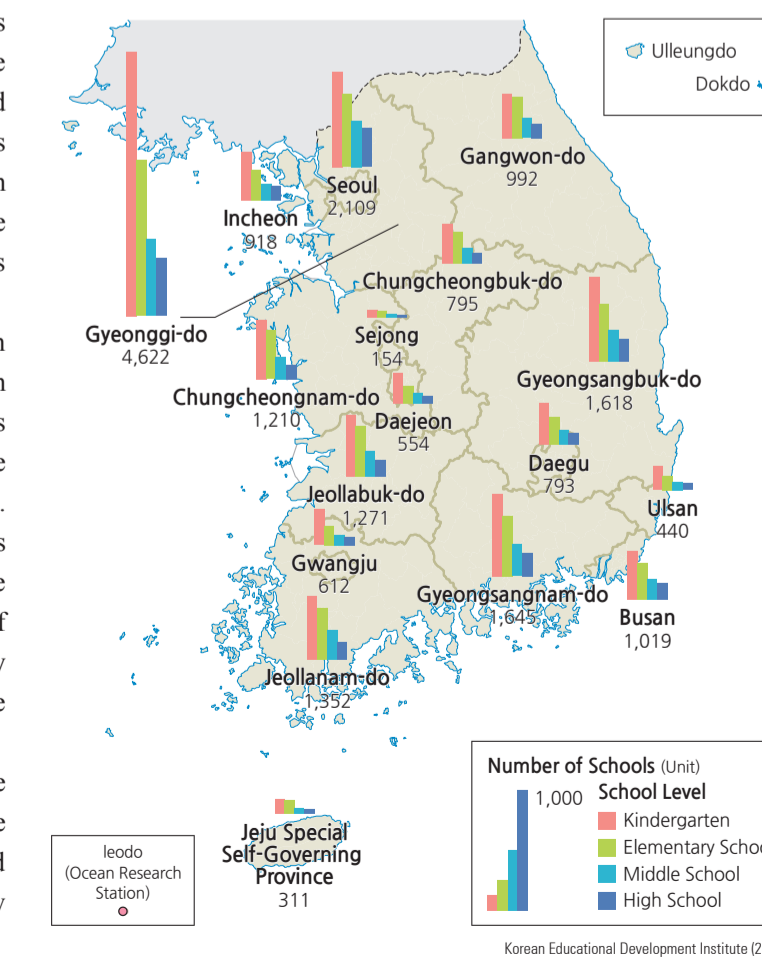 Ulleungdo
Dokdo
Gangwon-do
992
Seoul
2,109
Incheon
918
Chungcheongbuk-do
795
Gyeonggi-do
4,622
Sejong
154
Gyeongsangbuk-do
1,618
Chungcheongnam-do
1,210
Daejeon
554
Daegu
793
Jeollabuk-do
1,271
Ulsan
440
Gwangju
612
Gyeongsangnam-do
1,645
Busan
1,019
Jeollanam-do
1,352
Number of Schools (Unit)
1,000
School Level
Kindergarten
Elementary Schoo
Middle School
High School
Jeju Special
Self-Governing
Province
311
Ieodo
(Ocean Research
Station)
Korean Educational Development Institute (2